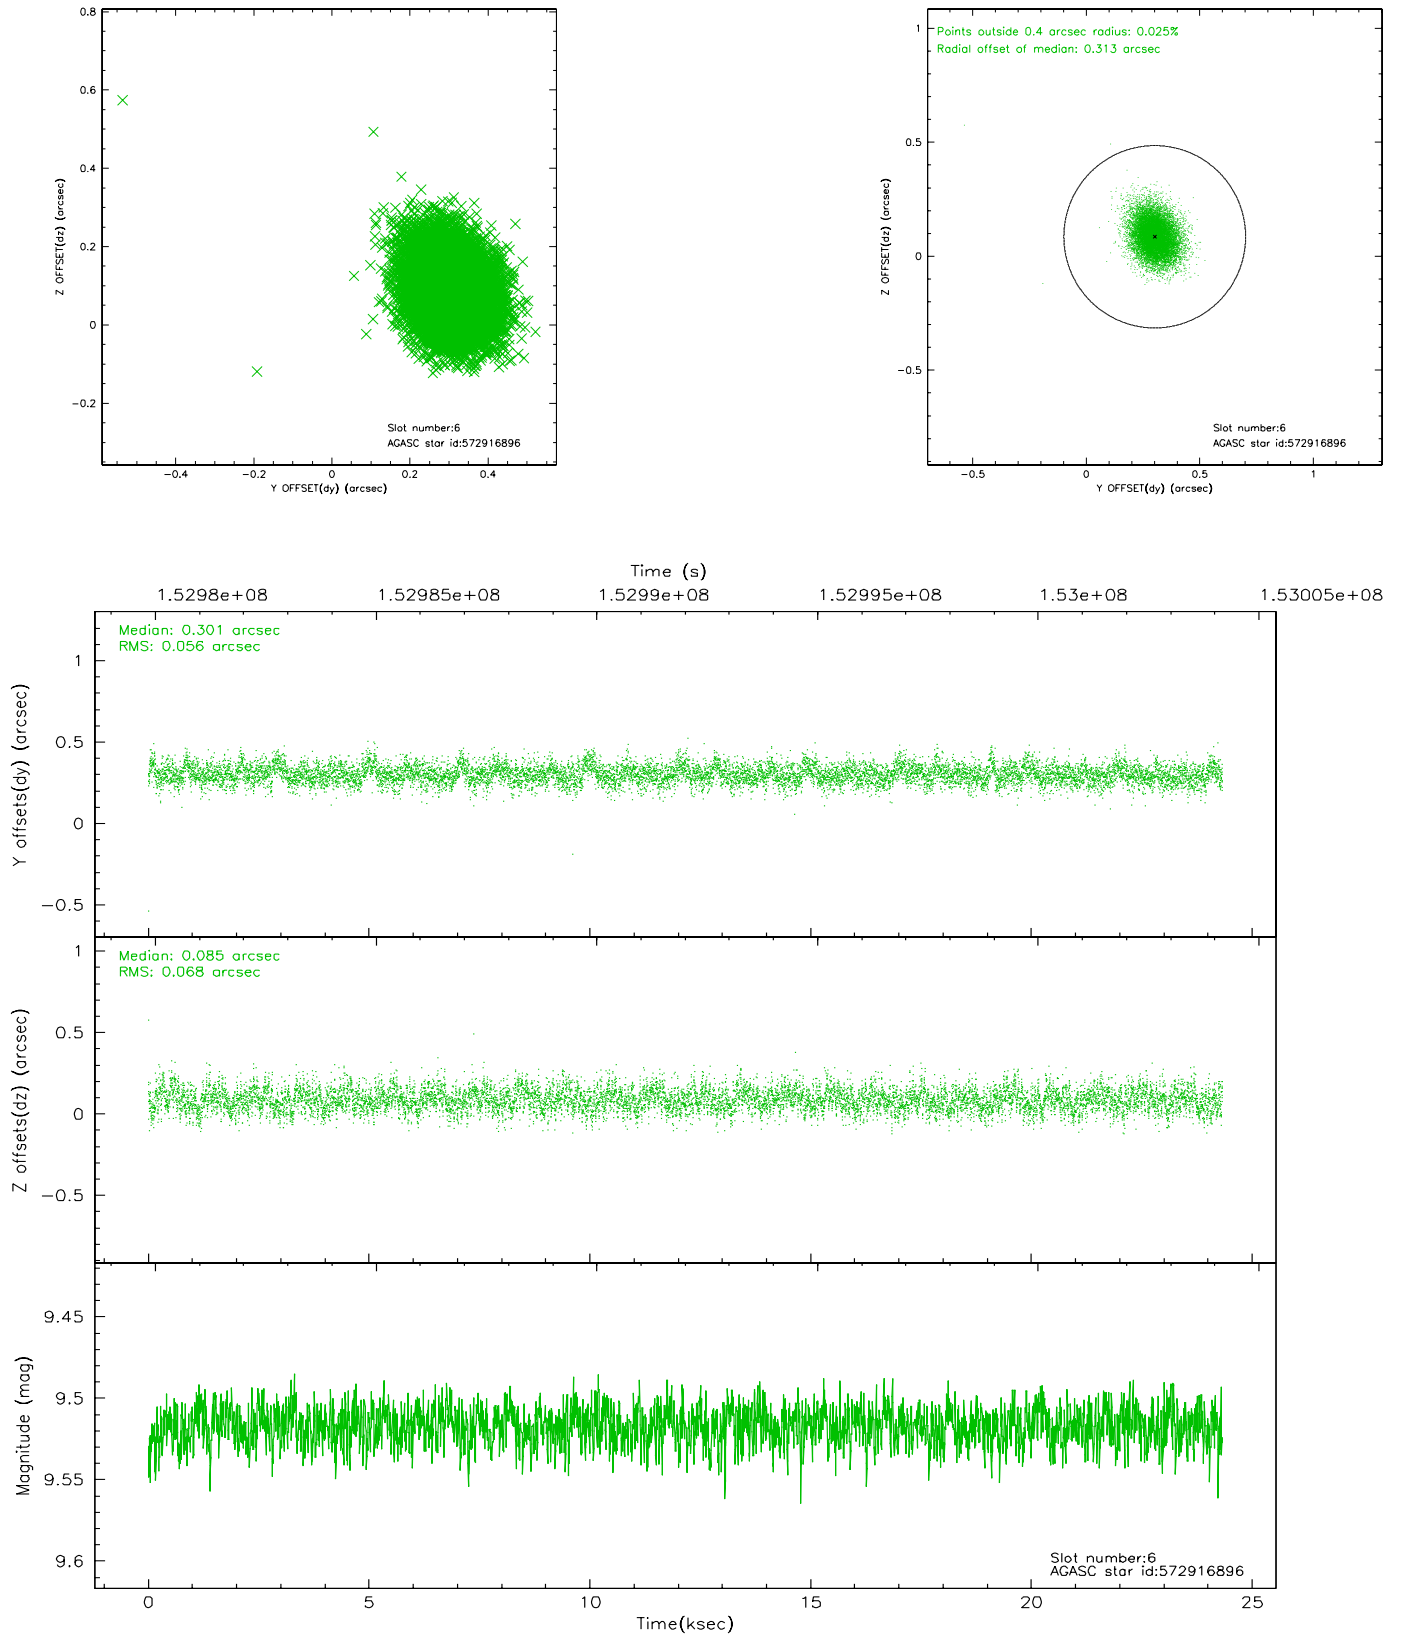 0.8
0.6
0.4
0.2
0
−0.2
Z OFFSET(dz) (arcsec)
−0.4
−0.2
0
0.2
0.4
Y OFFSET(dy) (arcsec)
Slot number:6
AGASC star id:572916896
Points outside 0.4 arcsec radius: 0.025%
Radial offset of median: 0.313 arcsec
1
0.5
0
−0.5
Z OFFSET(dz) (arcsec)
−0.5
0
0.5
1
Y OFFSET(dy) (arcsec)
Slot number:6
AGASC star id:572916896
Time (s)
1.5298e+08
1.52985e+08
1.5299e+08
1.52995e+08
1.53e+08
1.53005e+08
Median: 0.301 arcsec
RMS: 0.056 arcsec
1
0.5
0
−0.5
Y offsets(dy) (arcsec)
Median: 0.085 arcsec
RMS: 0.068 arcsec
1
0.5
0
−0.5
Z offsets(dz) (arcsec)
9.45
9.5
9.55
9.6
Magnitude (mag)
Slot number:6
AGASC star id:572916896
0
5
10
15
20
25
Time(ksec)